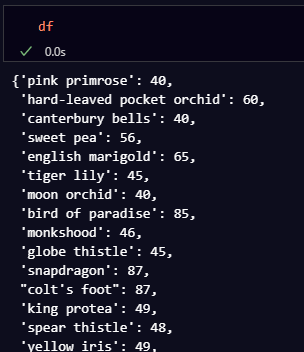 df
0.0s
{'pink primrose': 40,
'hard-leaved pocket orchid': 60,
'canterbury bells': 40,
'sweet pea': 56,
'english marigold': 65,
'tiger lily': 45,
'moon orchid': 40,
'bird of paradise': 85,
'monkshood': 46,
'globe thistle': 45,
'snapdragon': 87,
"colt's foot": 87,
'king protea': 49,
'spear thistle': 48,
'yellow iris': 49,